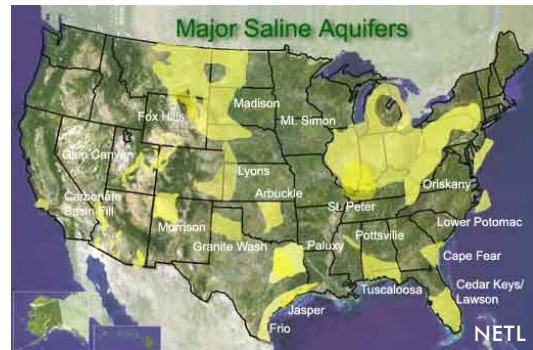 Major Saline Aquifers
Madison
Fox Hills
Mt. Simon
Glen Canyon
Lyons
Carbonate
Basin Fill
Arbuckle
St. Peter
Oriskany
Morrison
Granite Wash
Paluxy
Pottsville
Lower Potomac
Cape Fear
Tuscaloosa
Cedar Keys/
Lawson
Jasper
Frio
NETL